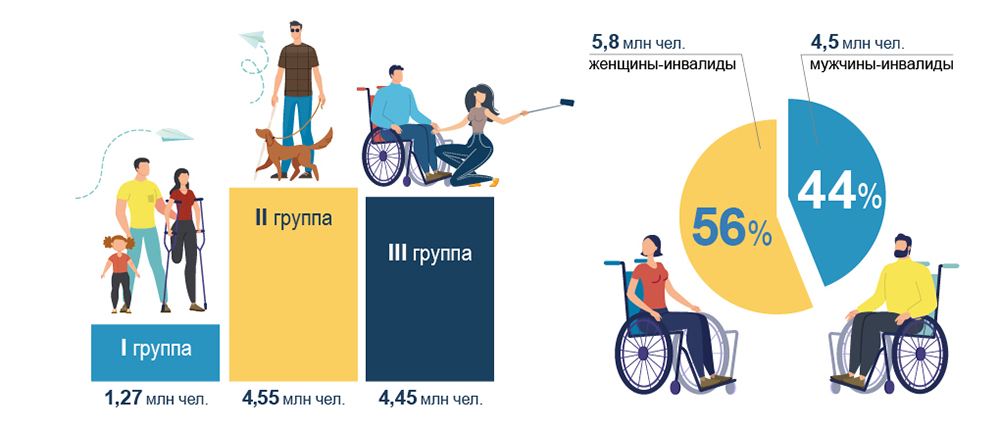 I группа
1,27 млн чел.
II группа
4,55 млн чел.
III группа
4,45 млн чел.
5,8 млн чел.
женщины-инвалиды
4,5 млн чел.
мужчины-инвалиды
56%
44%